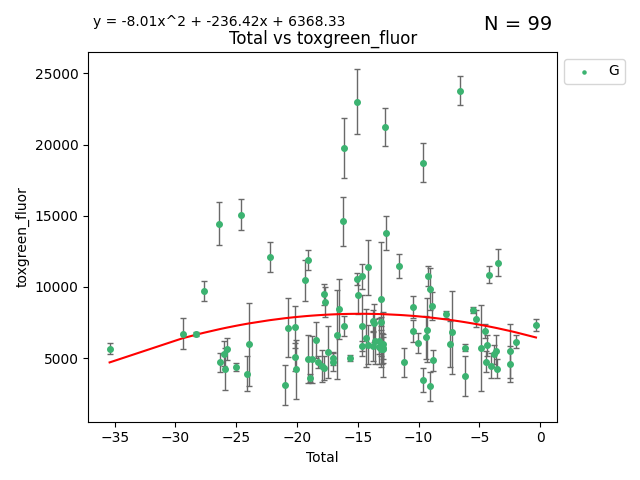 y = -8.01x^2 + -236.42x + 6368.33
N = 99
Total vs toxgreen_fluor
G
25000
20000
15000
10000
5000
toxgreen_fluor
−35
−30
−25
−20
−15
−10
−5
0
Total